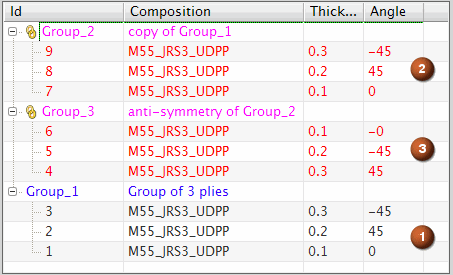 Id Composition Thick... Angle
Group_2 copy of Group_1
9 M55_JRS3_UDPP 0.3 -45
8 M55_JRS3_UDPP 0.2 45
2
7 M55_JRS3_UDPP 0.1 0
Group_3 anti-symmetry of Group_2
6 M55_JRS3_UDPP 0.1 -0
5 M55_JRS3_UDPP 0.2 -45
3
4 M55_JRS3_UDPP 0.3 45
Group_1 Group of 3 plies
3 M55_JRS3_UDPP 0.3 -45
2 M55_JRS3_UDPP 0.2 45
1
1 M55_JRS3_UDPP 0.1 0